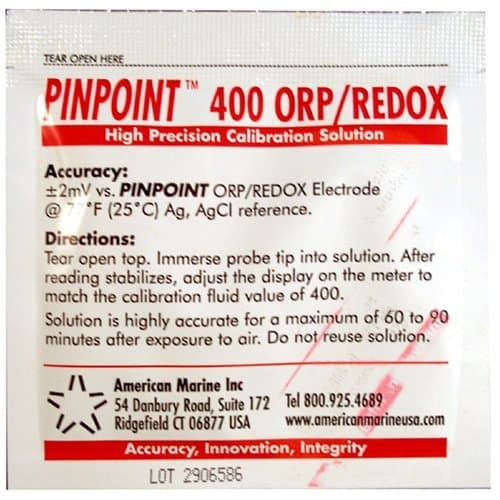 TEAR OPEN HERE
PINPOINT™ 400 ORP/REDOX
High Precision Calibration Solution
Accuracy:
±2mV vs. PINPOINT ORP/REDOX Electrode
@ 77°F (25°C) Ag, AgCl reference.
Directions:
Tear open top. Immerse probe tip into solution. After
reading stabilizes, adjust the display on the meter to
match the calibration fluid value of 400.
Solution is highly accurate for a maximum of 60 to 90
minutes after exposure to air. Do not reuse solution.
American Marine Inc
54 Danbury Road, Suite 172 Tel 800.925.4689
Ridgefield CT 06877 USA www.americanmarineusa.com
Accuracy, Innovation, Integrity
LOT 2906586